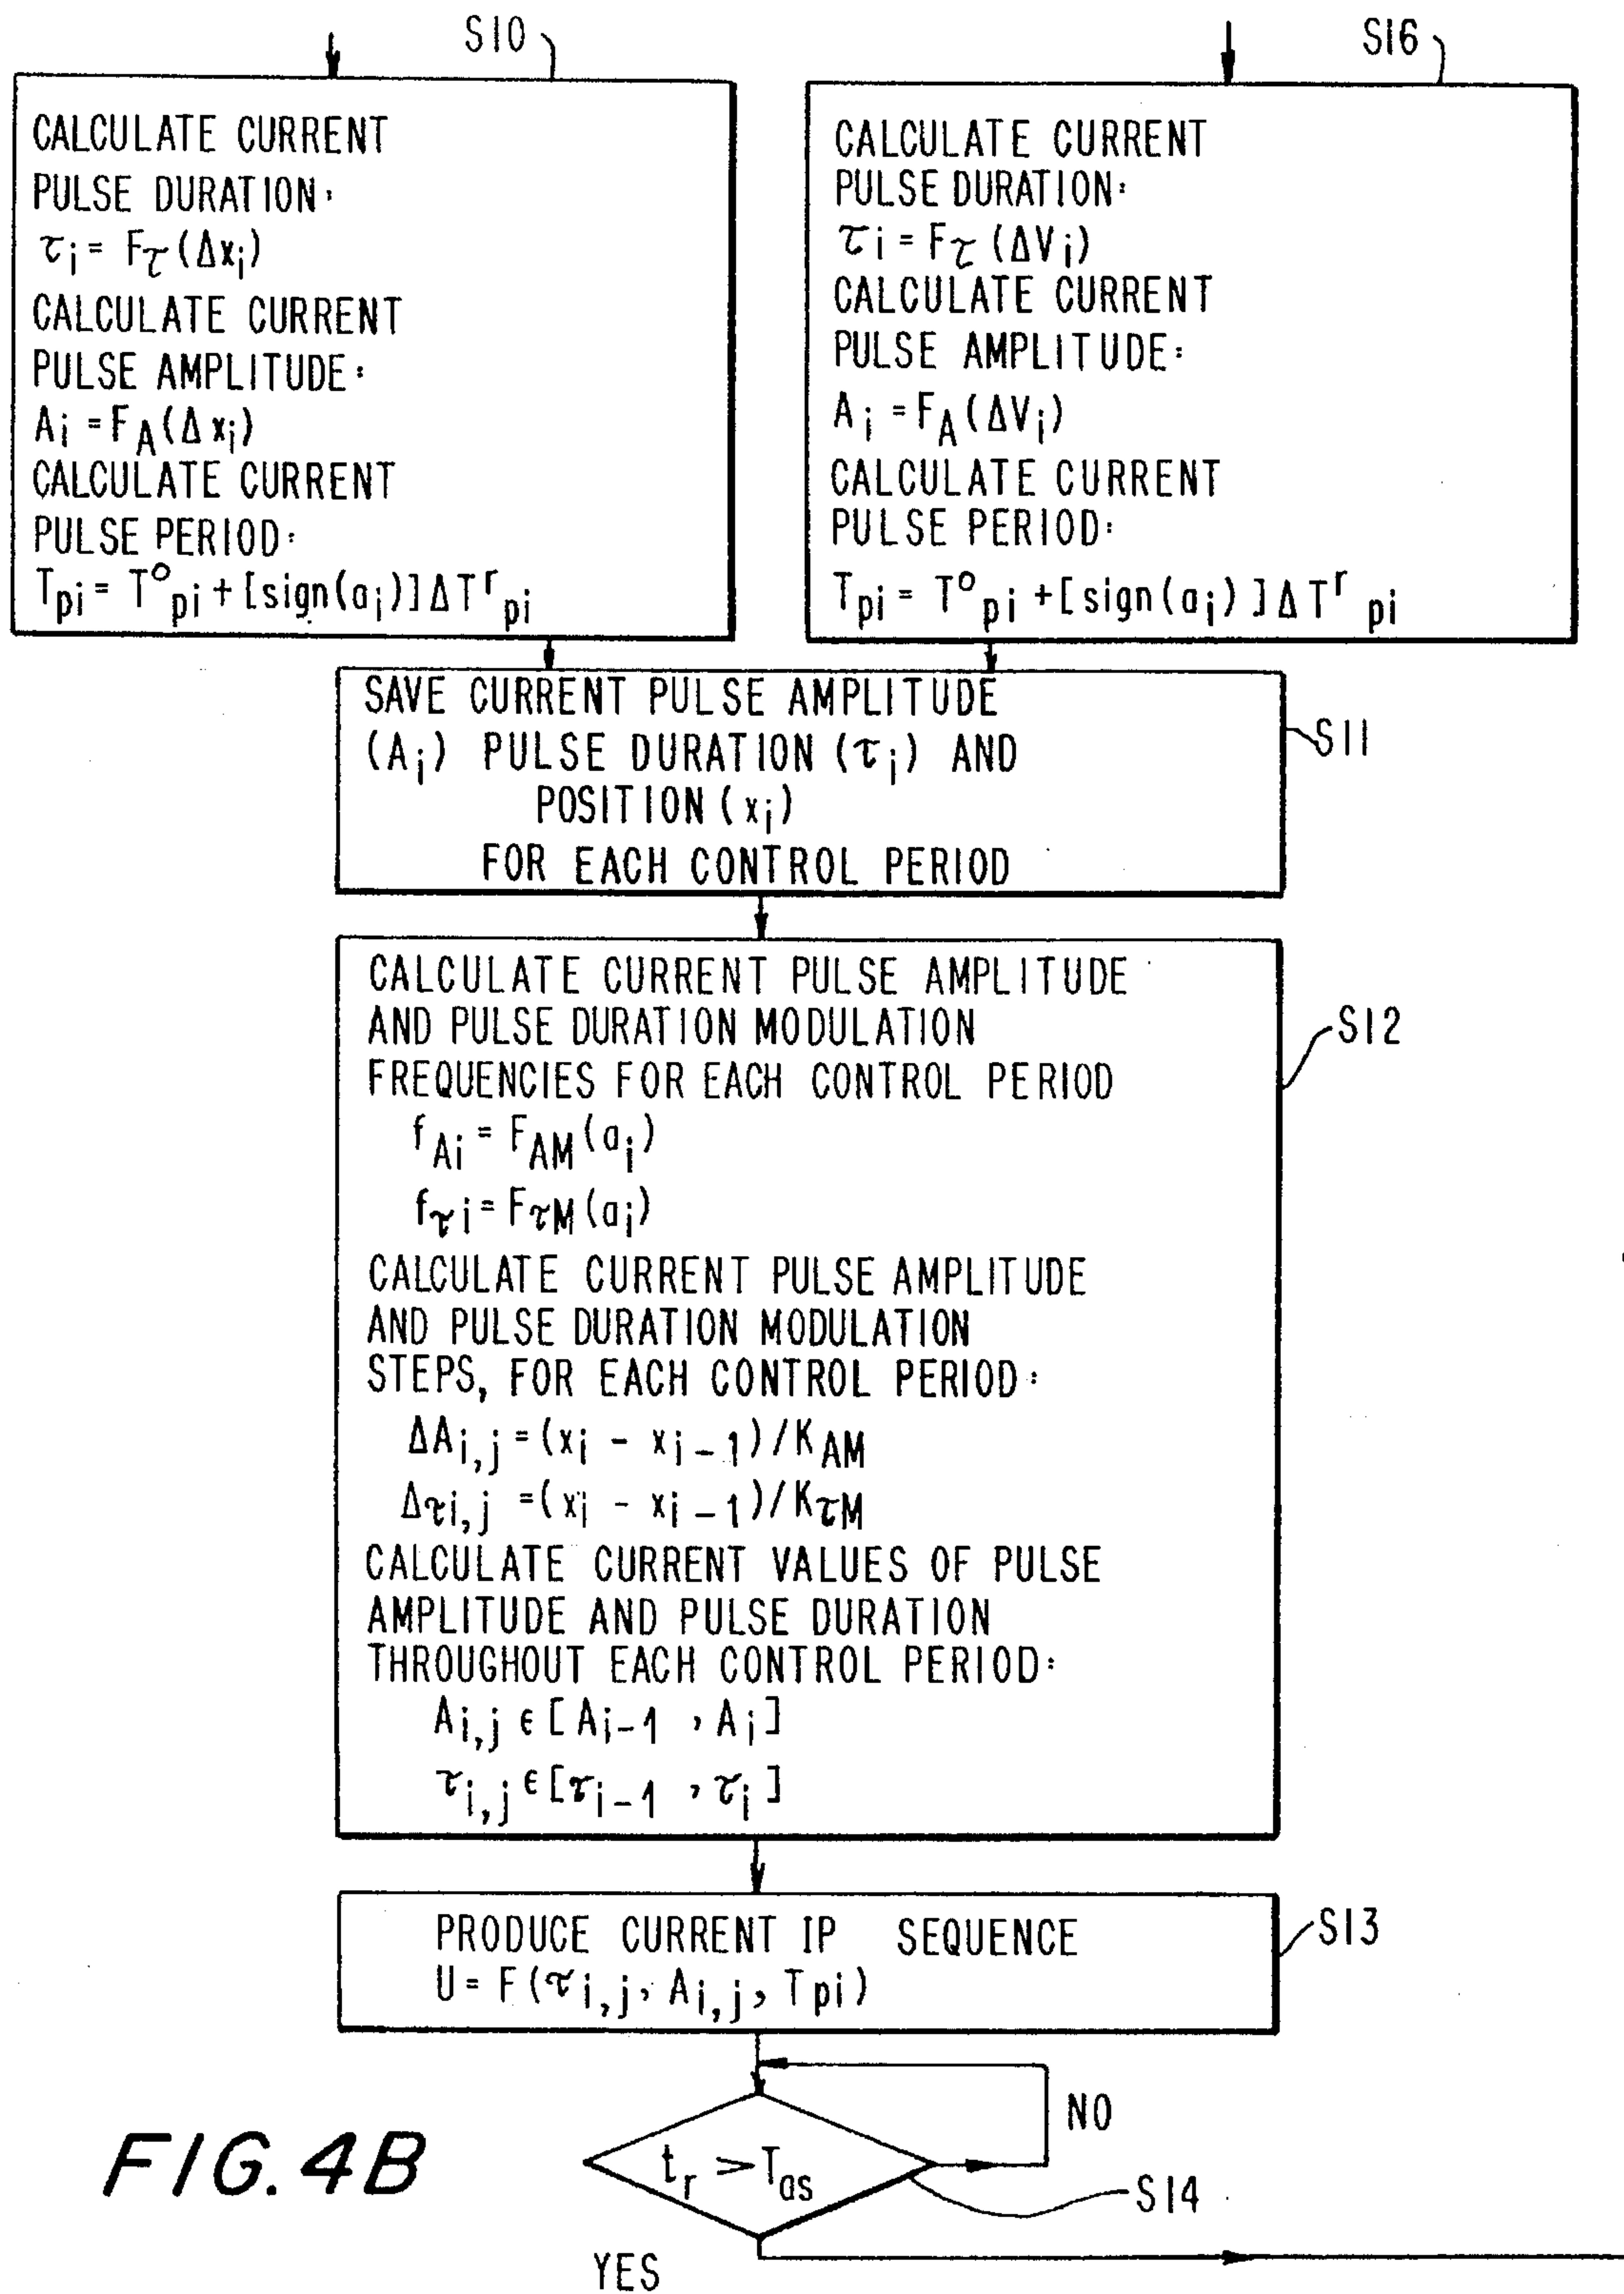 S10
CALCULATE CURRENT
PULSE DURATION:
τi = Fτ(Δxi)
CALCULATE CURRENT
PULSE AMPLITUDE:
Ai = FA(Δxi)
CALCULATE CURRENT
PULSE PERIOD:
Tpi = T°pi + [sign(ai)] ΔT^r pi
S16
CALCULATE CURRENT
PULSE DURATION:
τi = Fτ(ΔVi)
CALCULATE CURRENT
PULSE AMPLITUDE:
Ai = FA(ΔVi)
CALCULATE CURRENT
PULSE PERIOD:
Tpi = T°pi + [sign(ai)] ΔT^r pi
SAVE CURRENT PULSE AMPLITUDE
(Ai) PULSE DURATION (τi) AND
POSITION (xi)
FOR EACH CONTROL PERIOD
S11
CALCULATE CURRENT PULSE AMPLITUDE
AND PULSE DURATION MODULATION
FREQUENCIES FOR EACH CONTROL PERIOD
fAi = FAM(ai)
fτi = FτM(ai)
CALCULATE CURRENT PULSE AMPLITUDE
AND PULSE DURATION MODULATION
STEPS, FOR EACH CONTROL PERIOD:
ΔAi,j = (xi - xi-1)/KAM
Δτi,j = (xi - xi-1)/KτM
CALCULATE CURRENT VALUES OF PULSE
AMPLITUDE AND PULSE DURATION
THROUGHOUT EACH CONTROL PERIOD:
Ai,j ϵ [Ai-1 , Ai]
τi,j ϵ [τi-1 , τi]
S12
PRODUCE CURRENT IP SEQUENCE
U = F(τi,j, Ai,j, Tpi)
S13
NO
tr > Tas
S14
YES
FIG. 4B